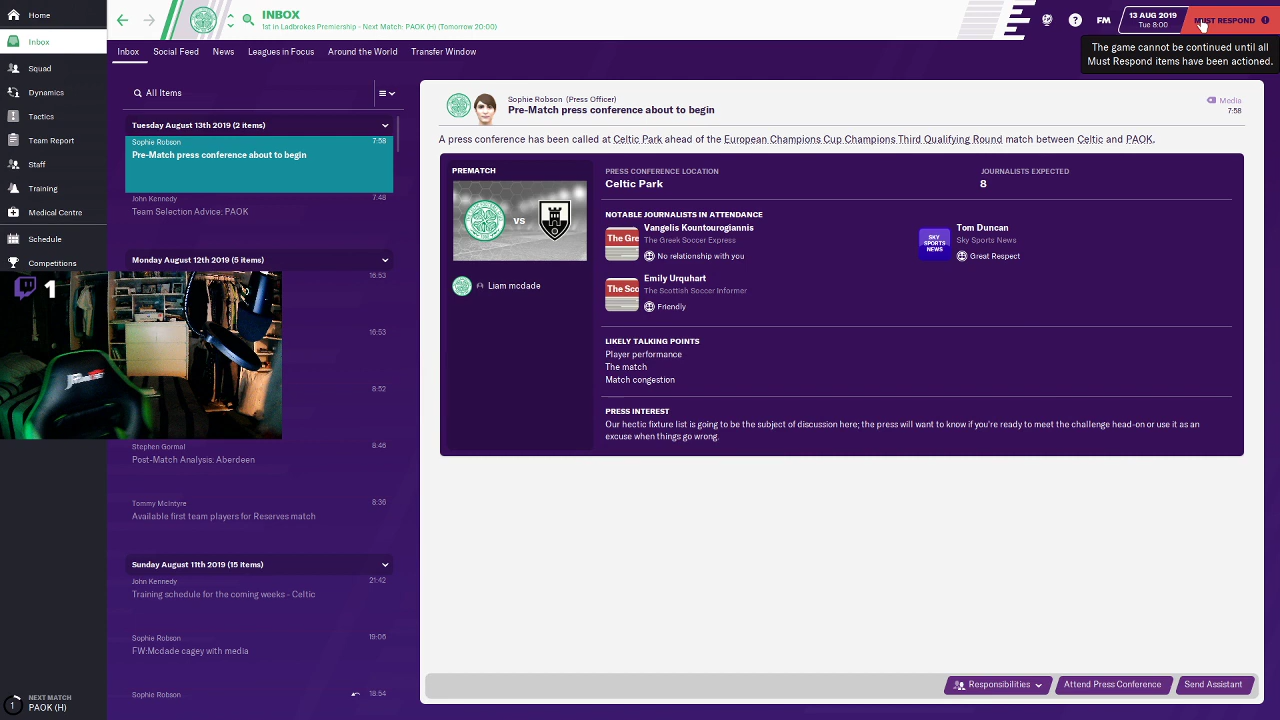 INBOX
1st in Ladbrokes Premiership - Next Match: PAOK (H) (Tomorrow 20:00)
FM
13 AUG 2019
Tue 8:00
MUST RESPOND
The game cannot be continued until all
Must Respond items have been actioned.
Inbox
Squad
Dynamics
Tactics
Team Report
Staff
Training
Medical Centre
Schedule
Competitions
NEXT MATCH
PAOK (H)
Inbox Social Feed News Leagues in Focus Around the World Transfer Window
All Items
Tuesday August 13th 2019 (2 items)
Sophie Robson 7:58
Pre-Match press conference about to begin
John Kennedy 7:48
Team Selection Advice: PAOK
Monday August 12th 2019 (5 items)
16:53
1
16:53
8:52
Stephen Gormal 8:46
Post-Match Analysis: Aberdeen
Tommy McIntyre 8:36
Available first team players for Reserves match
Sunday August 11th 2019 (15 items)
John Kennedy 21:42
Training schedule for the coming weeks - Celtic
Sophie Robson 19:06
FW:Mcdade cagey with media
Sophie Robson 18:54
Sophie Robson (Press Officer)
Pre-Match press conference about to begin
Media
7:58
A press conference has been called at Celtic Park ahead of the European Champions Cup Champions Third Qualifying Round match between Celtic and PAOK.
PREMATCH
VS
Liam mcdade
PRESS CONFERENCE LOCATION
Celtic Park
JOURNALISTS EXPECTED
8
NOTABLE JOURNALISTS IN ATTENDANCE
The Gre
Vangelis Kountourogiannis
The Greek Soccer Express
No relationship with you
SKY
SPORTS
NEWS
Tom Duncan
Sky Sports News
Great Respect
The Sco
Emily Urquhart
The Scottish Soccer Informer
Friendly
LIKELY TALKING POINTS
Player performance
The match
Match congestion
PRESS INTEREST
Our hectic fixture list is going to be the subject of discussion here; the press will want to know if you're ready to meet the challenge head-on or use it as an
excuse when things go wrong.
Responsibilities
Attend Press Conference
Send Assistant